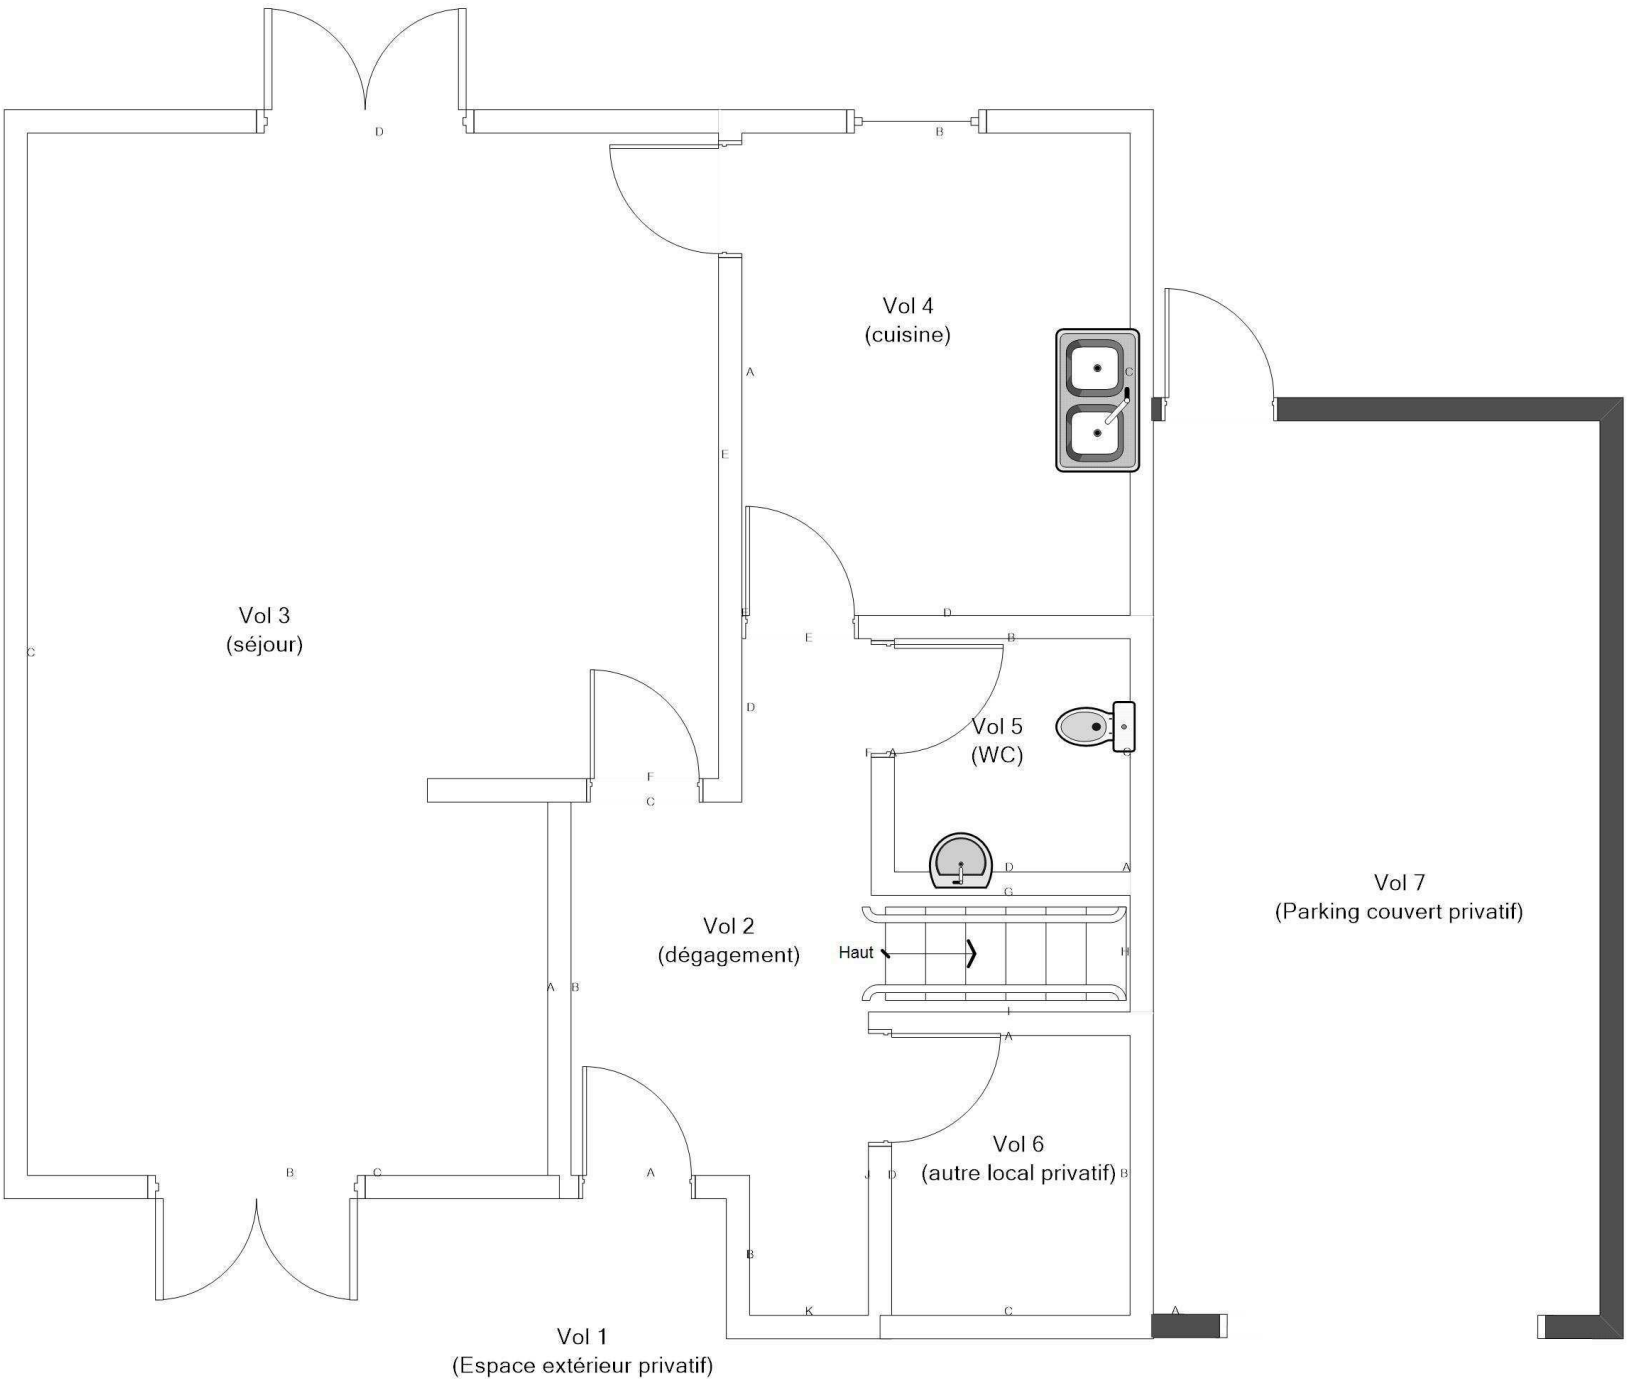 D
B
Vol 4
(cuisine)
A
C
E
Vol 3
(séjour)
D
E
B
C
D
Vol 5
(WC)
F
A
C
F
C
D
A
G
Vol 7
(Parking couvert privatif)
Vol 2
(dégagement)
Haut
H
A
B
I
A
Vol 6
(autre local privatif)
B
C
A
J
D
B
B
K
C
A
Vol 1
(Espace extérieur privatif)